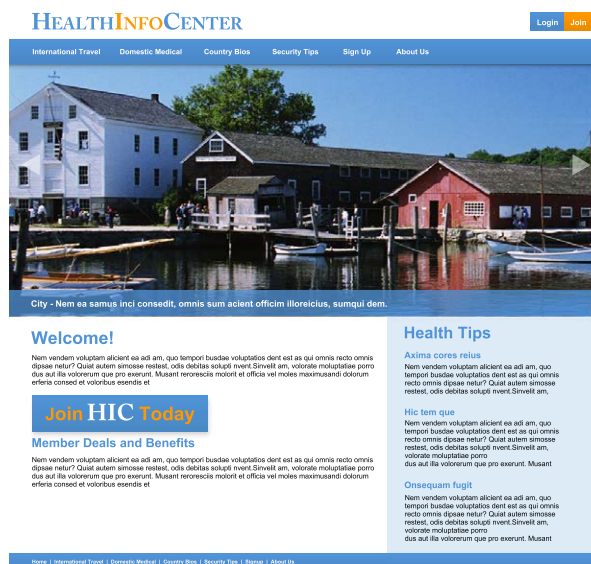 HEALTHINFOCENTER
Login Join
International Travel Domestic Medical Country Bios Security Tips Sign Up About Us
City - Nem ea samus inci consedit, omnis sum acient officim illoreicius, sumqui dem.
Welcome!
Nem vendem voluptam alicient ea adi am, quo tempori busdae voluptatios dent est as qui omnis recto omnis
dipsae netur? Quiat autem simosse restest, odis debitas solupti nvent.Sinvelit am, volorate moluptatiae porro
dus aut illa volorerum que pro exerunt. Musant reroresciis molorit et officia vel moles maximusandi dolorum
erferia consed et voloribus esendis et
Join HIC Today
Member Deals and Benefits
Nem vendem voluptam alicient ea adi am, quo tempori busdae voluptatios dent est as qui omnis recto omnis
dipsae netur? Quiat autem simosse restest, odis debitas solupti nvent.Sinvelit am, volorate moluptatiae porro
dus aut illa volorerum que pro exerunt. Musant reroresciis molorit et officia vel moles maximusandi dolorum
erferia consed et voloribus esendis et
Health Tips
Axima cores reius
Nem vendem voluptam alicient ea adi am, quo
tempori busdae voluptatios dent est as qui omnis
recto omnis dipsae netur? Quiat autem simosse
restest, odis debitas solupti nvent.Sinvelit am,
Hic tem que
Nem vendem voluptam alicient ea adi am, quo
tempori busdae voluptatios dent est as qui omnis
recto omnis dipsae netur? Quiat autem simosse
restest, odis debitas solupti nvent.Sinvelit am,
volorate moluptatiae porro
dus aut illa volorerum que pro exerunt. Musant
Onsequam fugit
Nem vendem voluptam alicient ea adi am, quo
tempori busdae voluptatios dent est as qui omnis
recto omnis dipsae netur? Quiat autem simosse
restest, odis debitas solupti nvent.Sinvelit am,
volorate moluptatiae porro
dus aut illa volorerum que pro exerunt. Musant
Home | International Travel | Domestic Medical | Country Bios | Security Tips | Signup | About Us